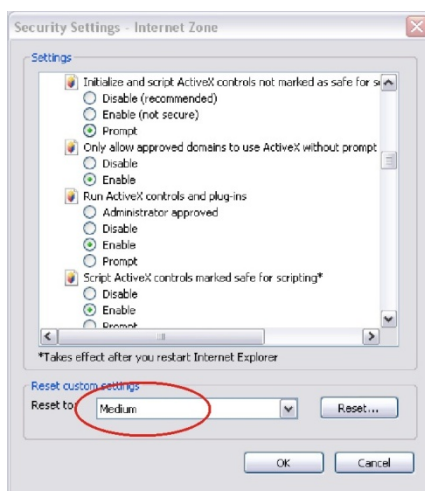 Security Settings - Internet Zone
Settings
Initialize and script ActiveX controls not marked as safe for s
Disable (recommended)
Enable (not secure)
Prompt
Only allow approved domains to use ActiveX without prompt
Disable
Enable
Run ActiveX controls and plug-ins
Administrator approved
Disable
Enable
Prompt
Script ActiveX controls marked safe for scripting*
Disable
Enable
Prompt
*Takes effect after you restart Internet Explorer
Reset custom settings
Reset to: Medium Reset...
OK Cancel